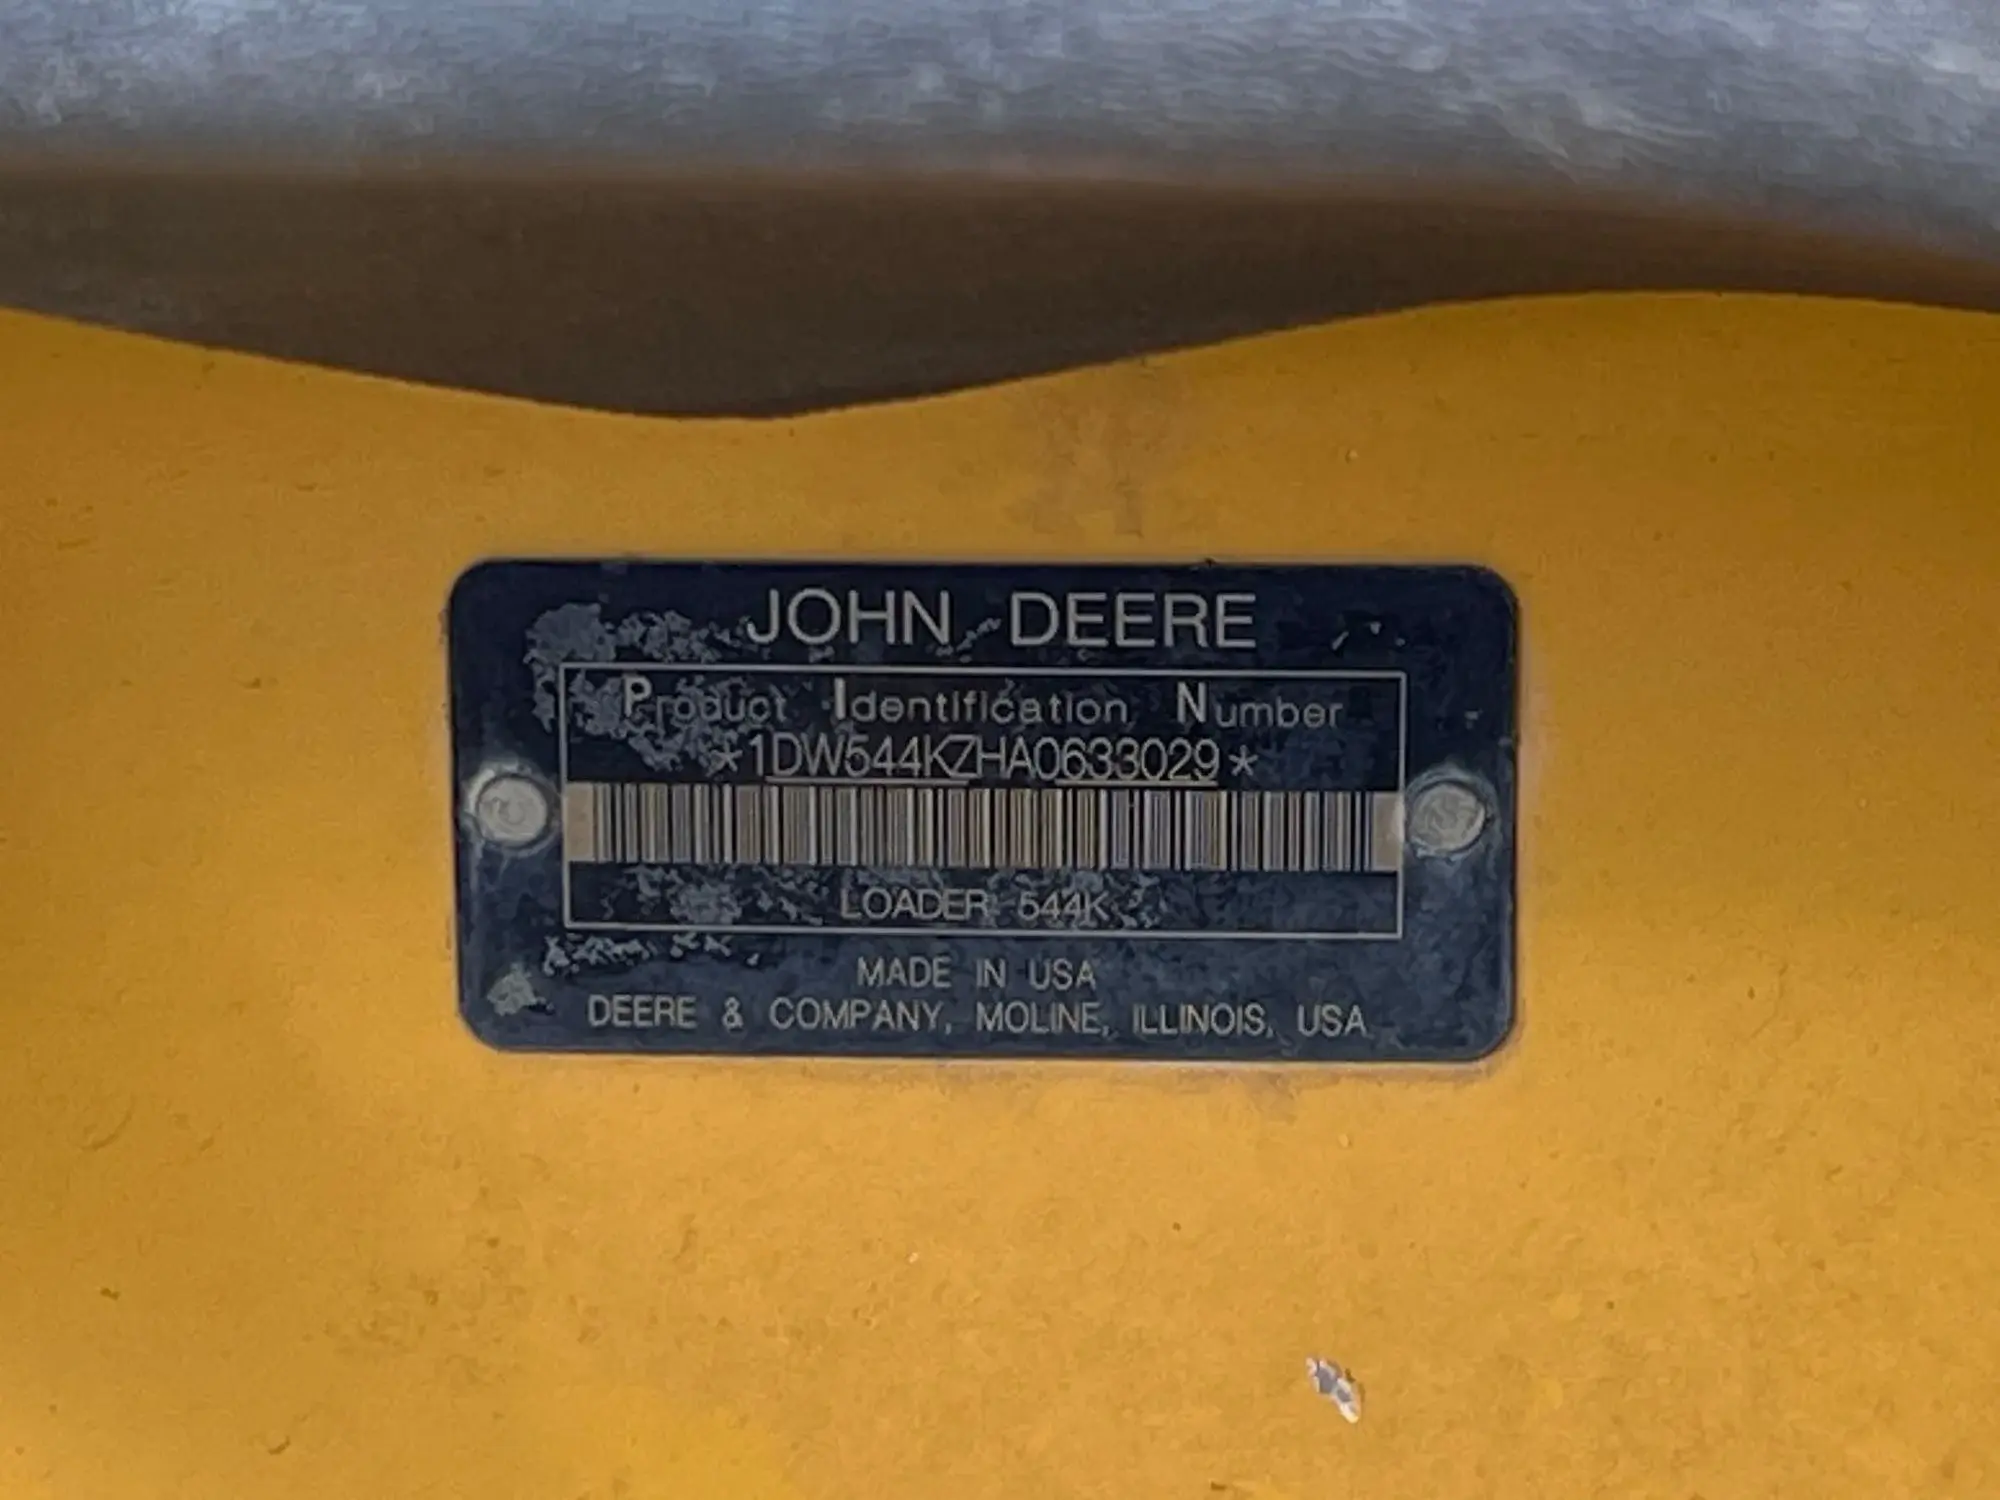 JOHN DEERE
Product Identification Number
*1DW544KZHA0633029*
LOADER 544K
MADE IN USA
DEERE & COMPANY, MOLINE, ILLINOIS, USA